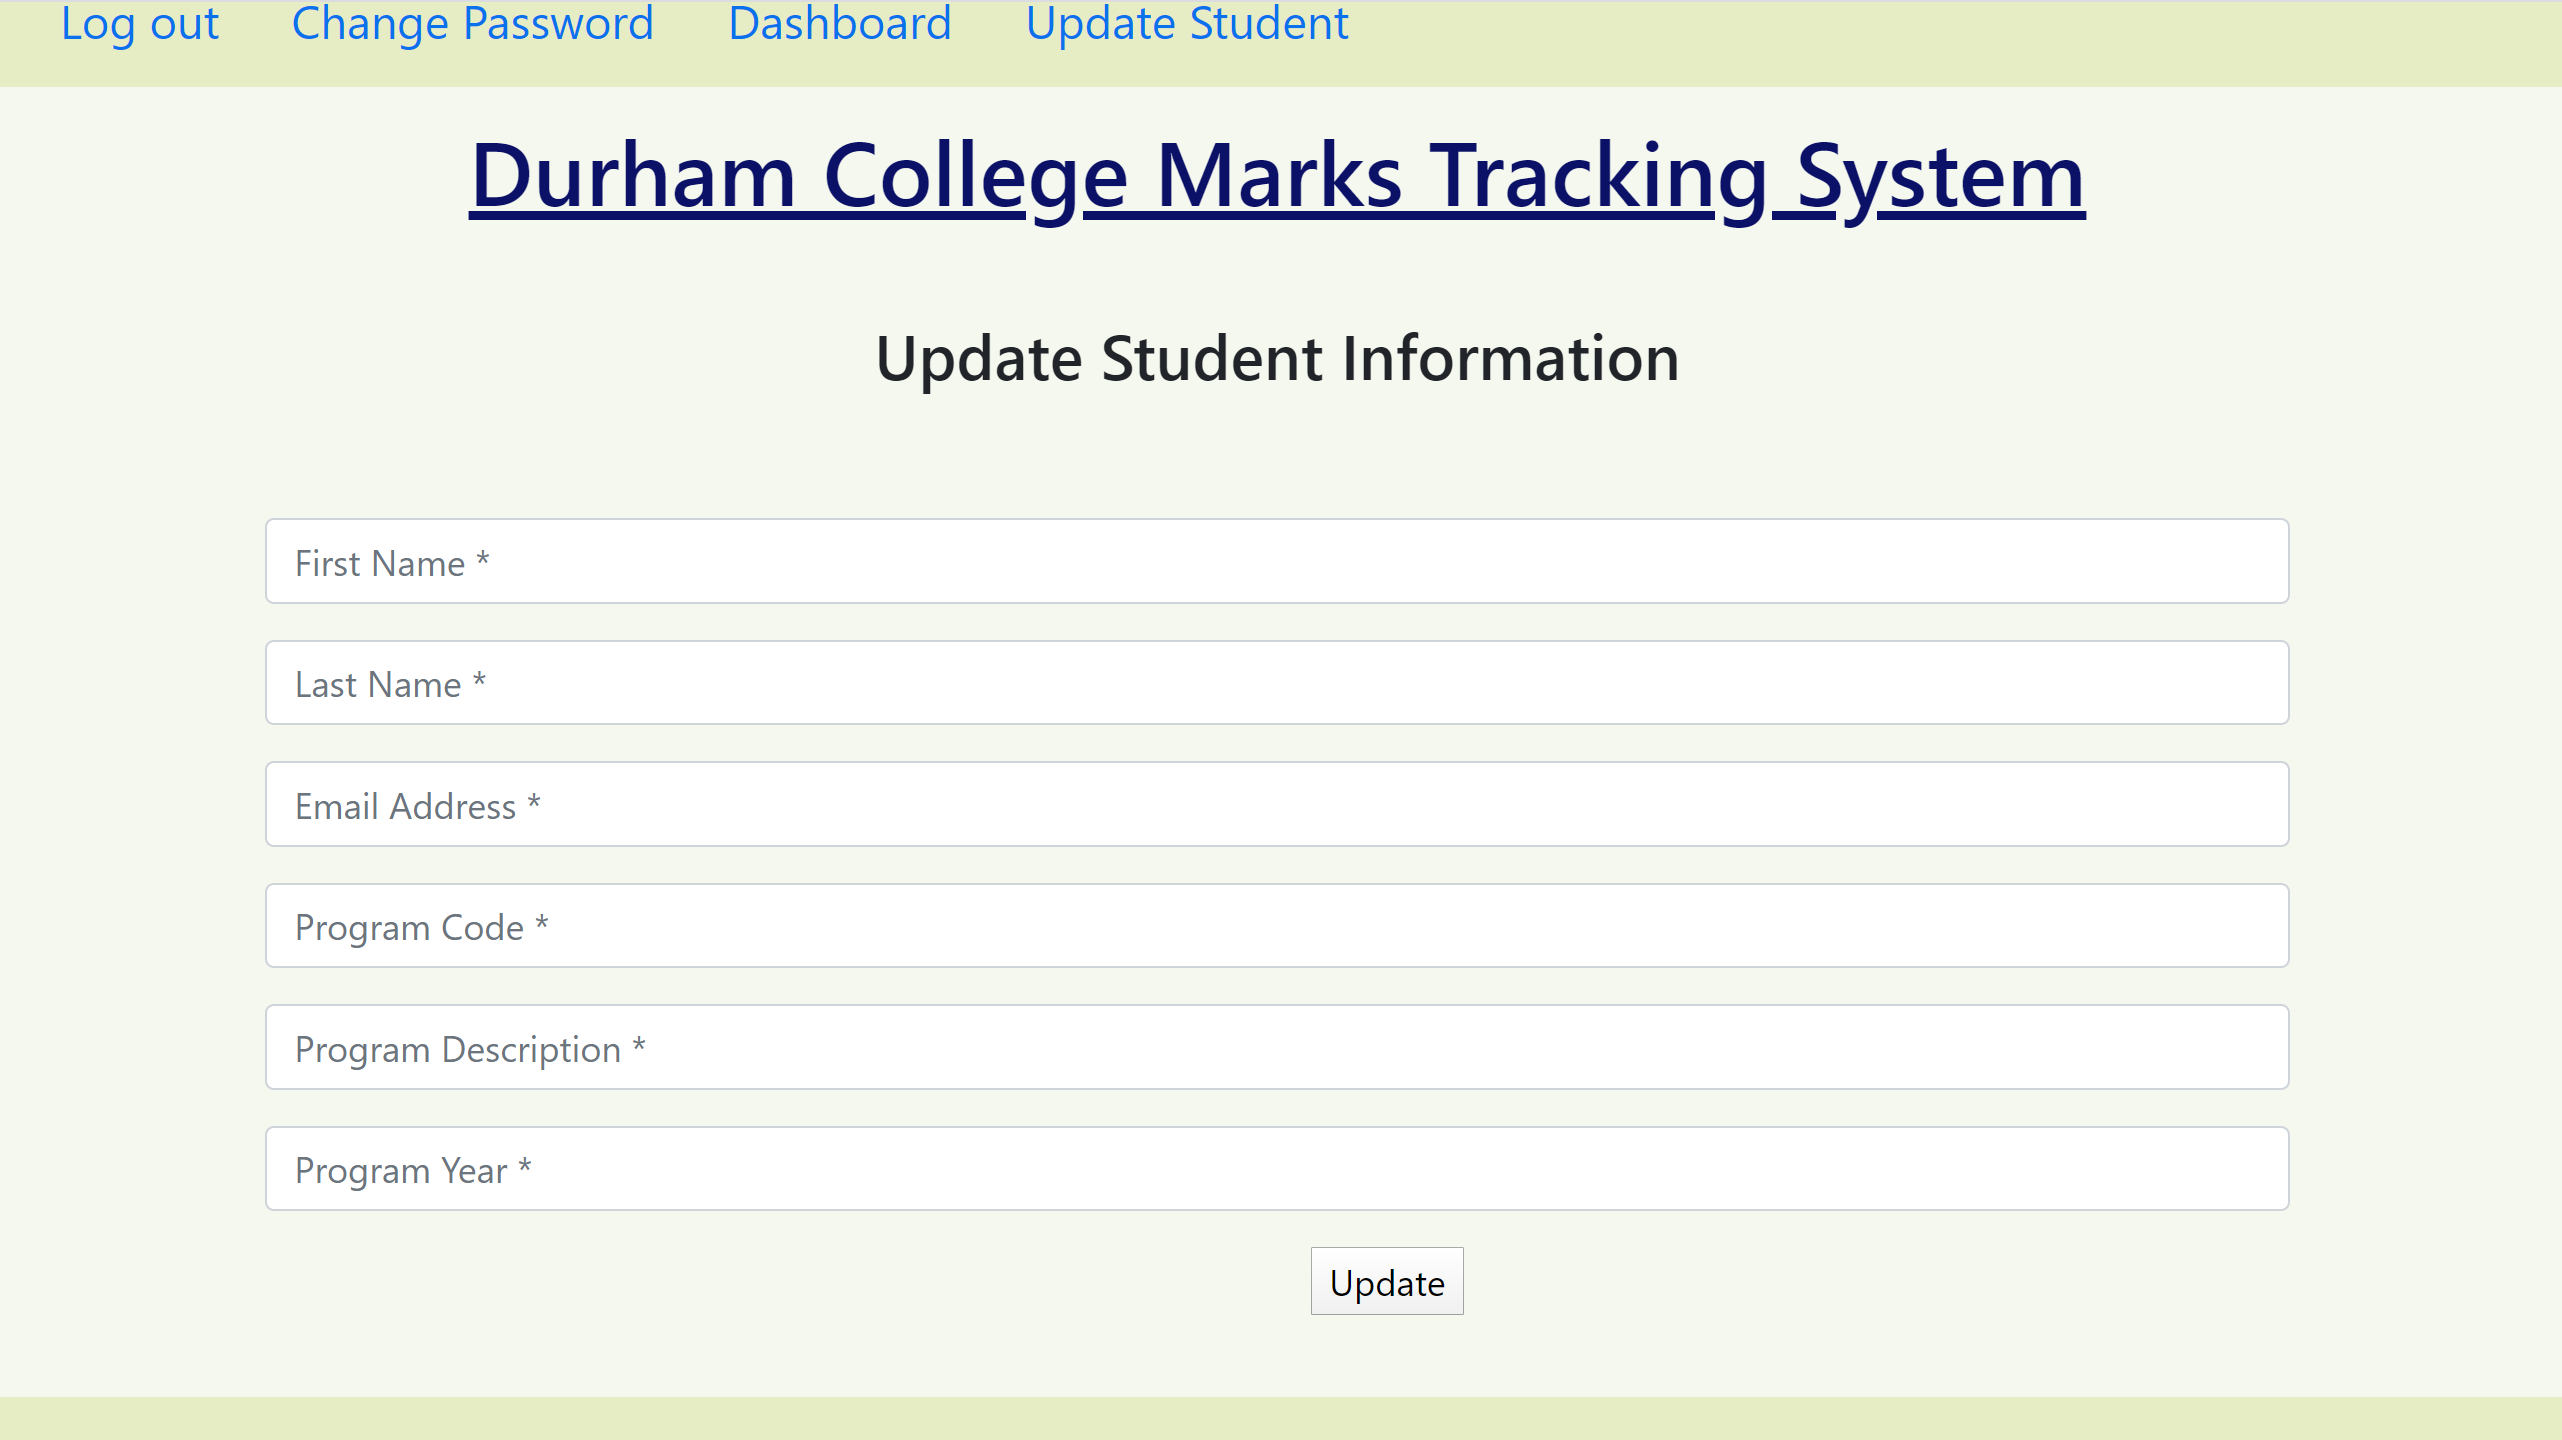 Log out Change Password Dashboard Update Student
Durham College Marks Tracking System
Update Student Information
First Name *
Last Name *
Email Address *
Program Code *
Program Description *
Program Year *
Update